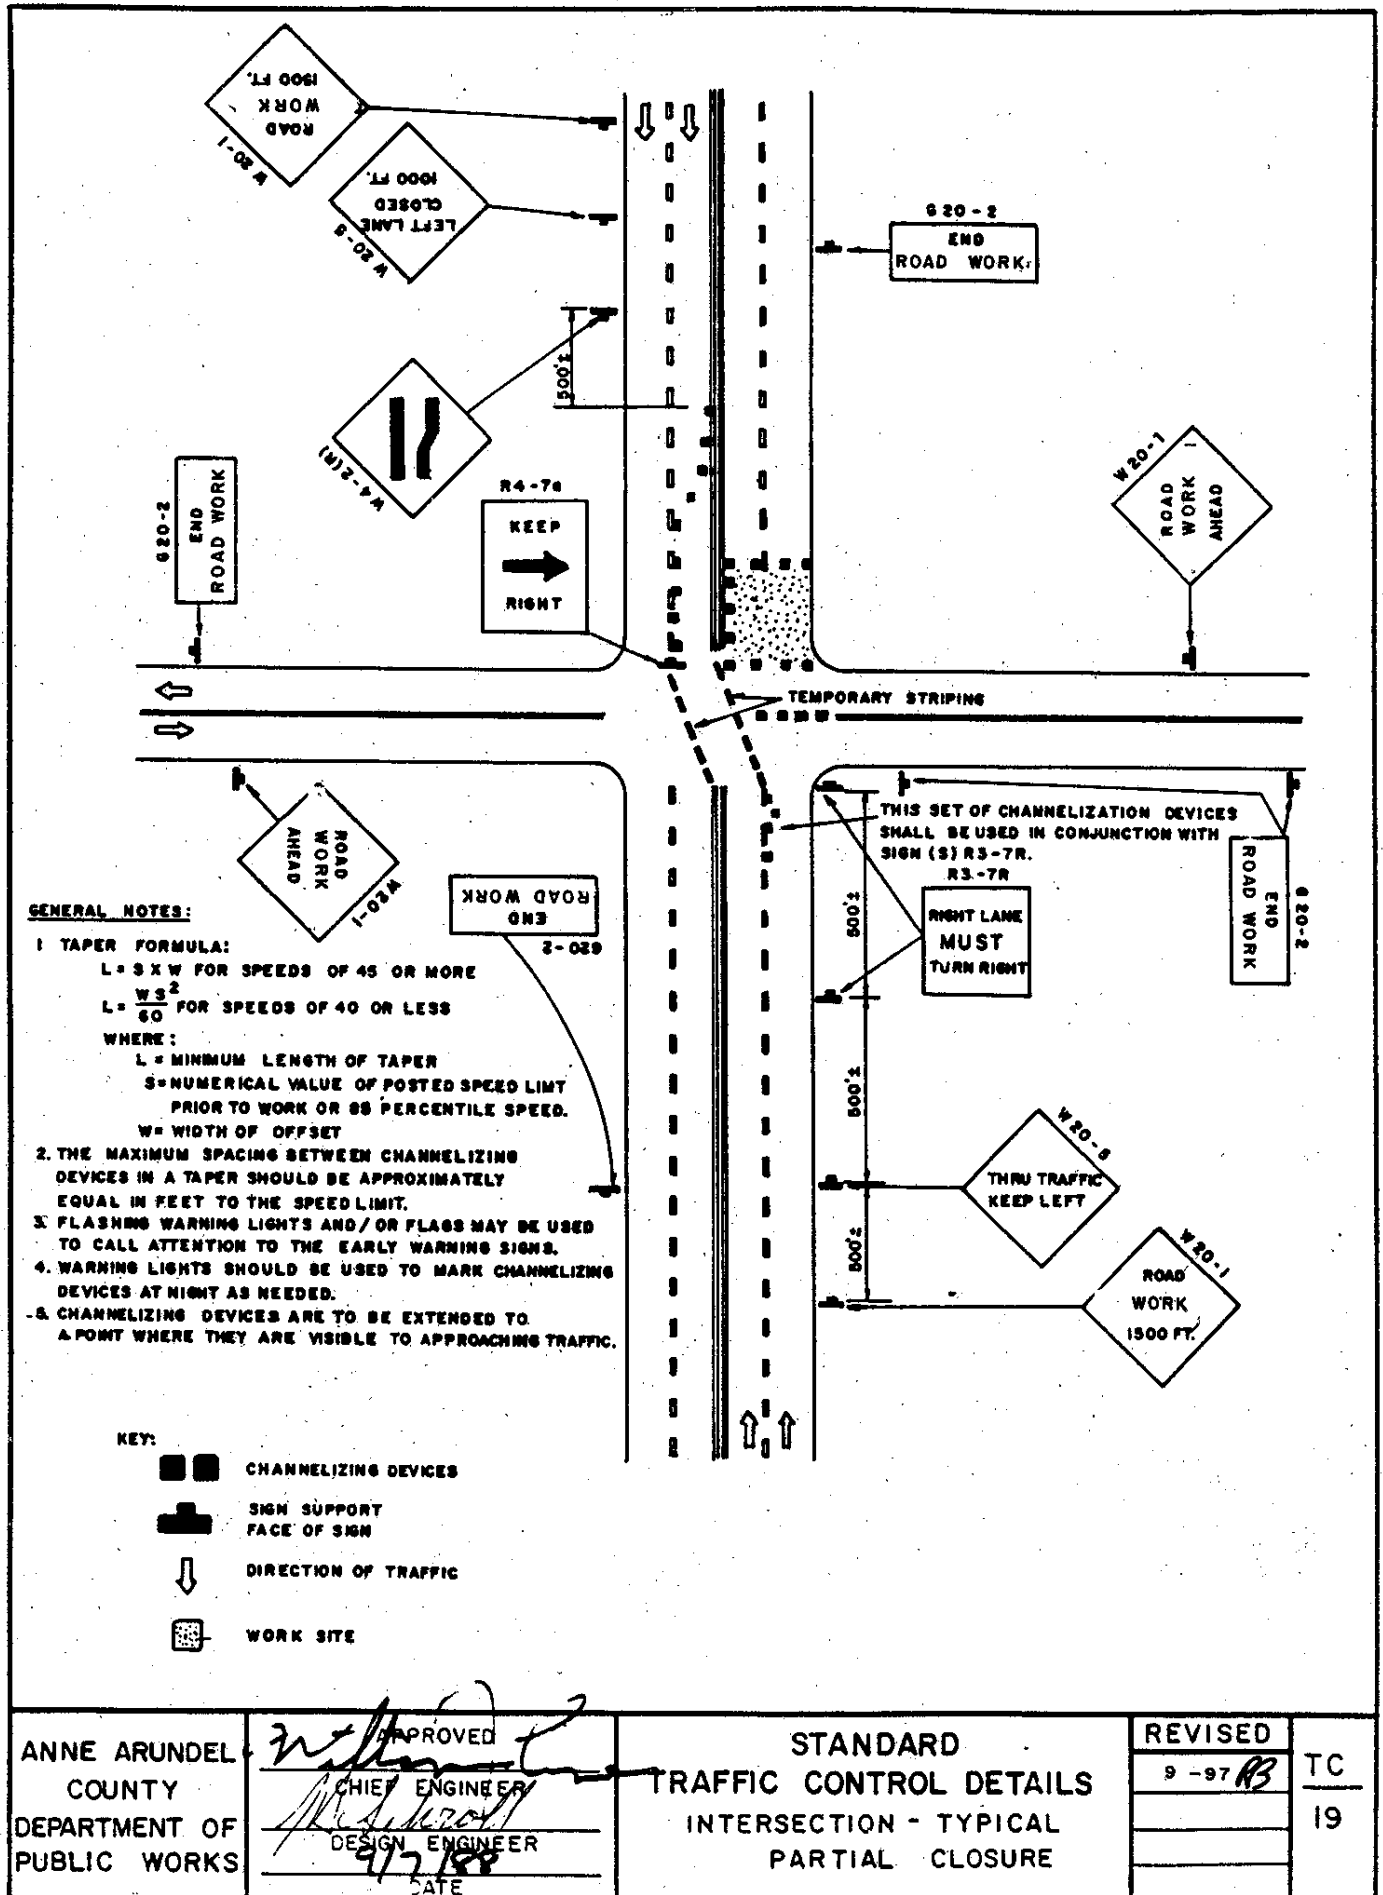 ROAD
WORK
1500 FT.
W 20-1
LEFT LANE
CLOSED
1000 FT.
W 20-5
G 20-2
END
ROAD WORK
500'±
W4-2(R)
W 20-1
ROAD
WORK
AHEAD
G20-2
END
ROAD WORK
R4-7a
KEEP
RIGHT
TEMPORARY STRIPING
THIS SET OF CHANNELIZATION DEVICES
SHALL BE USED IN CONJUNCTION WITH
SIGN (S) R3-7R.
R3-7R
RIGHT LANE
MUST
TURN RIGHT
500'±
500'±
500'±
END
ROAD WORK
G 20-2
ROAD
WORK
AHEAD
W20-1
END
ROAD WORK
G20-2
W 20-5
THRU TRAFFIC
KEEP LEFT
W 20-1
ROAD
WORK
1500 FT.
GENERAL NOTES:
1 TAPER FORMULA:
L = S X W FOR SPEEDS OF 45 OR MORE
L = WS²/60 FOR SPEEDS OF 40 OR LESS
WHERE:
L = MINIMUM LENGTH OF TAPER
S = NUMERICAL VALUE OF POSTED SPEED LIMT
PRIOR TO WORK OR 85 PERCENTILE SPEED.
W = WIDTH OF OFFSET
2. THE MAXIMUM SPACING BETWEEN CHANNELIZING
DEVICES IN A TAPER SHOULD BE APPROXIMATELY
EQUAL IN FEET TO THE SPEED LIMIT.
3. FLASHING WARNING LIGHTS AND/OR FLAGS MAY BE USED
TO CALL ATTENTION TO THE EARLY WARNING SIGNS.
4. WARNING LIGHTS SHOULD BE USED TO MARK CHANNELIZING
DEVICES AT NIGHT AS NEEDED.
5. CHANNELIZING DEVICES ARE TO BE EXTENDED TO
A POINT WHERE THEY ARE VISIBLE TO APPROACHING TRAFFIC.
KEY:
CHANNELIZING DEVICES
SIGN SUPPORT
FACE OF SIGN
DIRECTION OF TRAFFIC
WORK SITE
ANNE ARUNDEL
COUNTY
DEPARTMENT OF
PUBLIC WORKS
APPROVED
CHIEF ENGINEER
DESIGN ENGINEER
9/7/88
DATE
STANDARD
TRAFFIC CONTROL DETAILS
INTERSECTION - TYPICAL
PARTIAL CLOSURE
REVISED
9 -97
TC
19